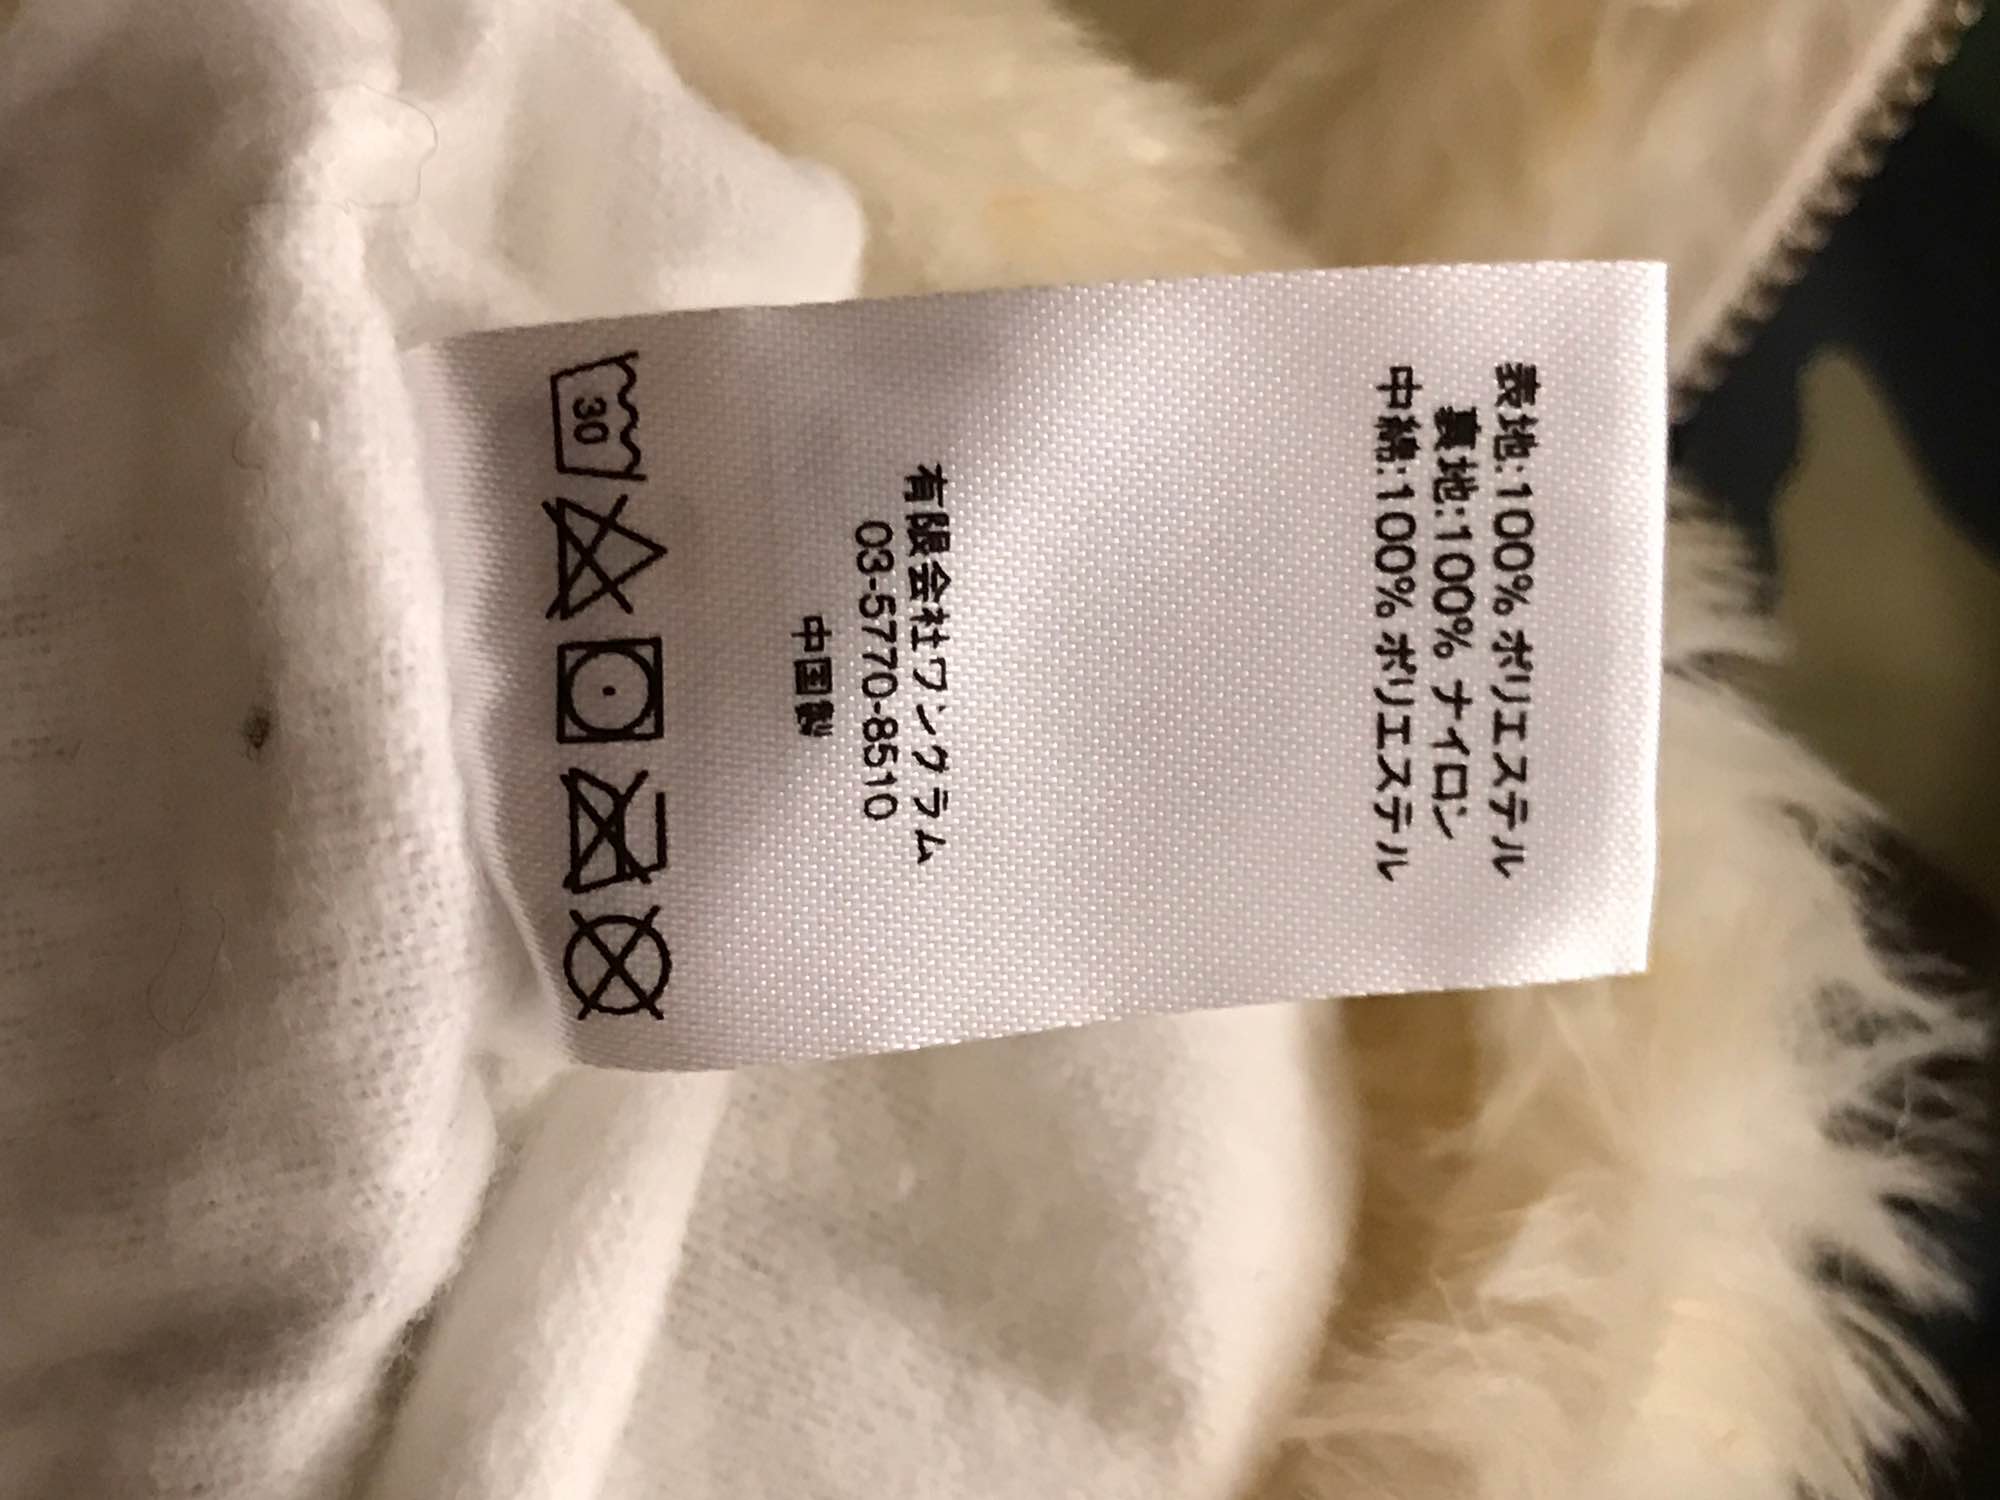 表地:100% ポリエステル
裏地:100% ナイロン
中綿:100% ポリエステル
有限会社ワングラム
03-5770-8510
中国製
30